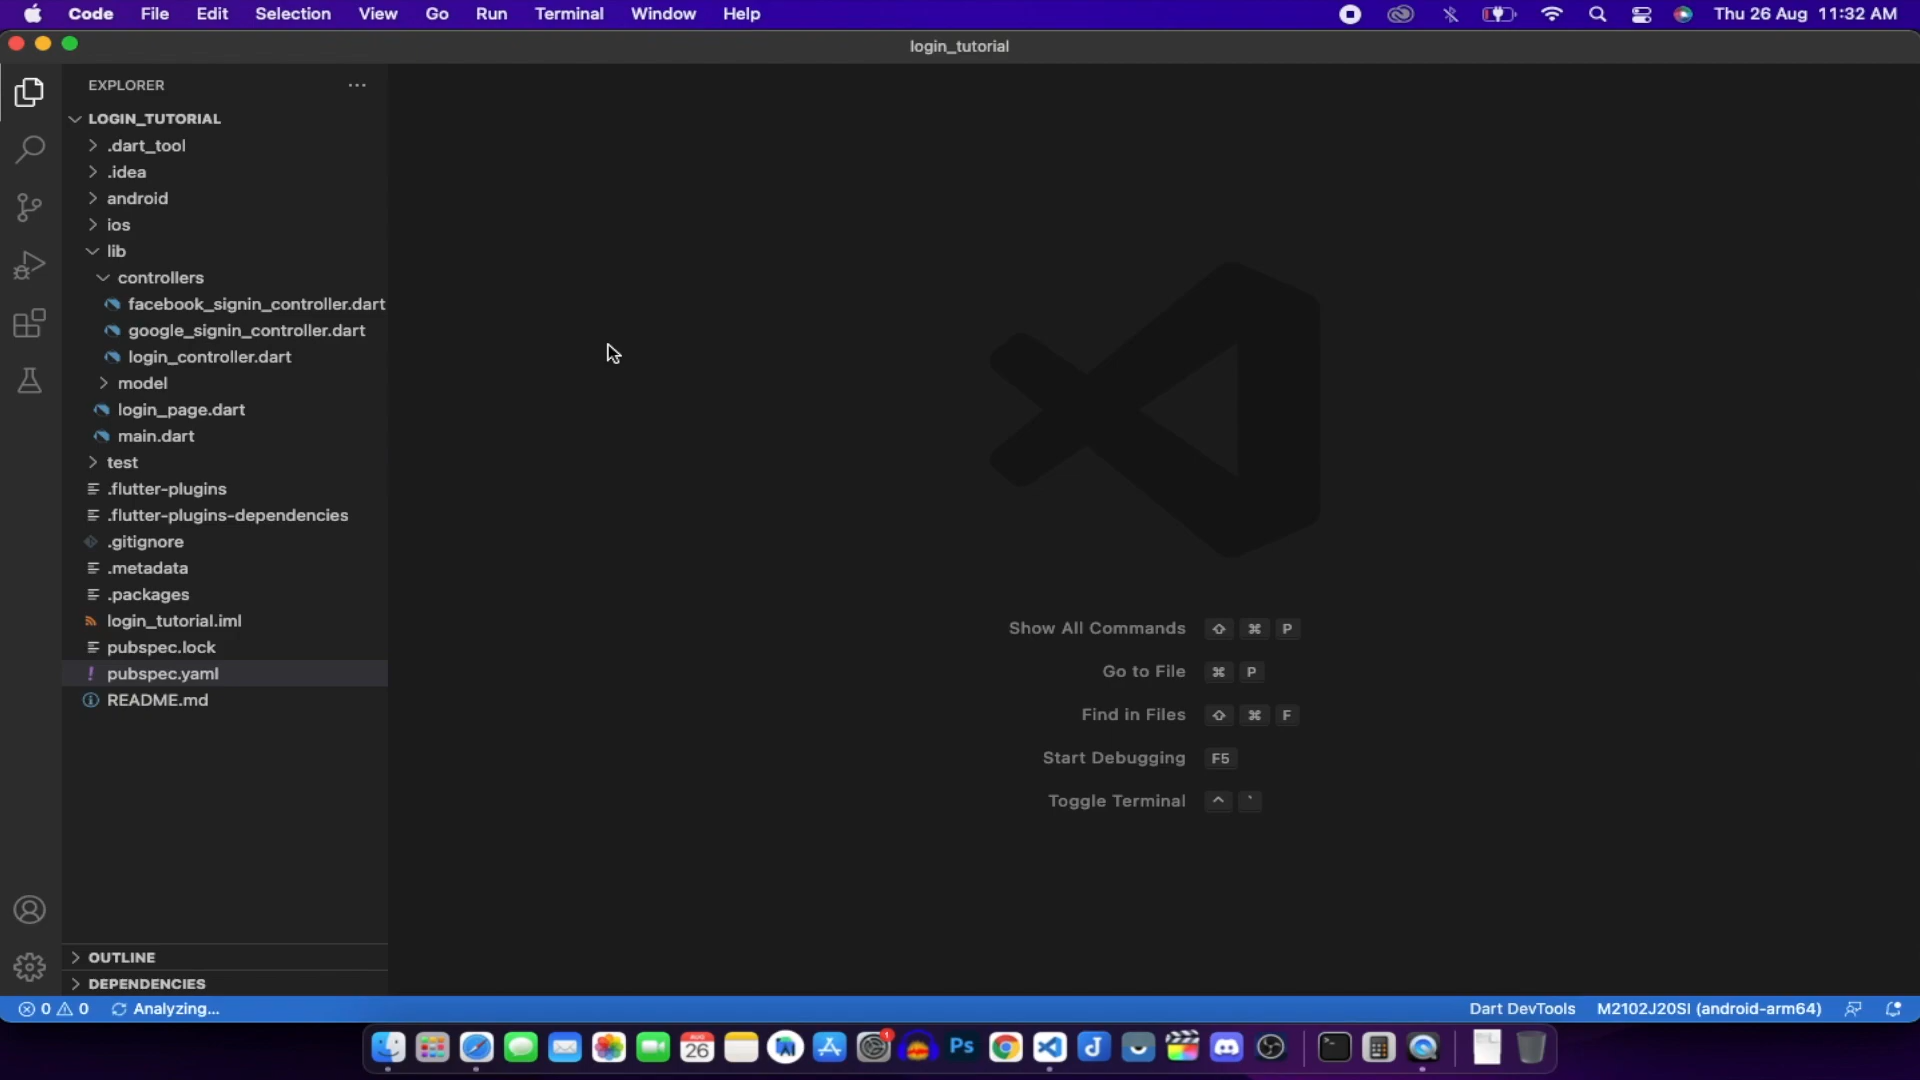 Code File Edit Selection View Go Run Terminal Window Help Thu 26 Aug 11:32 AM
login_tutorial
EXPLORER
LOGIN_TUTORIAL
.dart_tool
.idea
android
ios
lib
controllers
facebook_signin_controller.dart
google_signin_controller.dart
login_controller.dart
model
login_page.dart
main.dart
test
.flutter-plugins
.flutter-plugins-dependencies
.gitignore
.metadata
.packages
login_tutorial.iml
pubspec.lock
! pubspec.yaml
README.md
Show All Commands ⇧ ⌘ P
Go to File ⌘ P
Find in Files ⇧ ⌘ F
Start Debugging F5
Toggle Terminal ^ `
OUTLINE
DEPENDENCIES
0 0 Analyzing... Dart DevTools M2102J20SI (android-arm64)
AUG
26
1
Ps